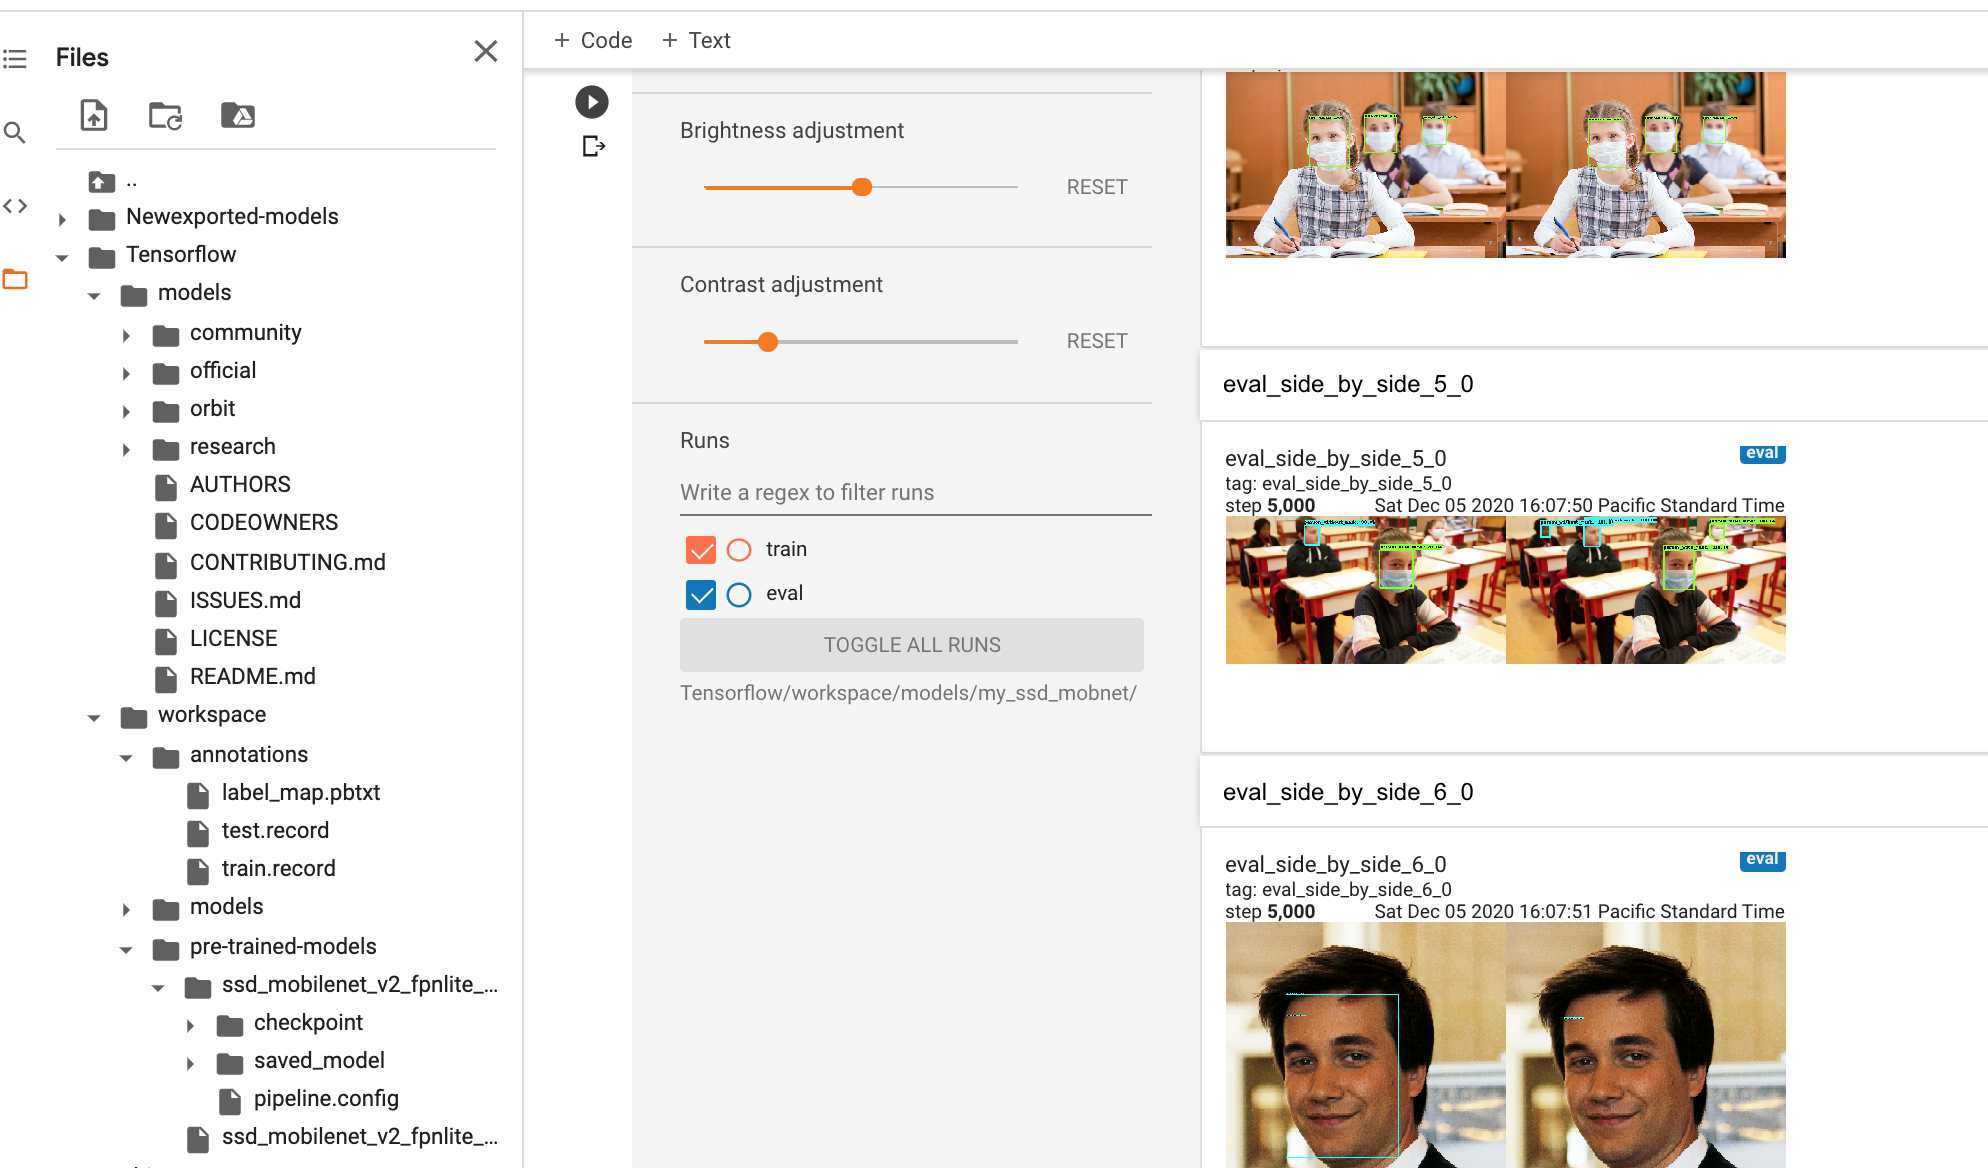 Files
+ Code
+ Text
..
Newexported-models
Tensorflow
models
community
official
orbit
research
AUTHORS
CODEOWNERS
CONTRIBUTING.md
ISSUES.md
LICENSE
README.md
workspace
annotations
label_map.pbtxt
test.record
train.record
models
pre-trained-models
ssd_mobilenet_v2_fpnlite_...
checkpoint
saved_model
pipeline.config
ssd_mobilenet_v2_fpnlite_...
Brightness adjustment
RESET
Contrast adjustment
RESET
Runs
Write a regex to filter runs
train
eval
TOGGLE ALL RUNS
Tensorflow/workspace/models/my_ssd_mobnet/
eval_side_by_side_5_0
eval_side_by_side_5_0
eval
tag: eval_side_by_side_5_0
step 5,000 Sat Dec 05 2020 16:07:50 Pacific Standard Time
eval_side_by_side_6_0
eval_side_by_side_6_0
eval
tag: eval_side_by_side_6_0
step 5,000 Sat Dec 05 2020 16:07:51 Pacific Standard Time